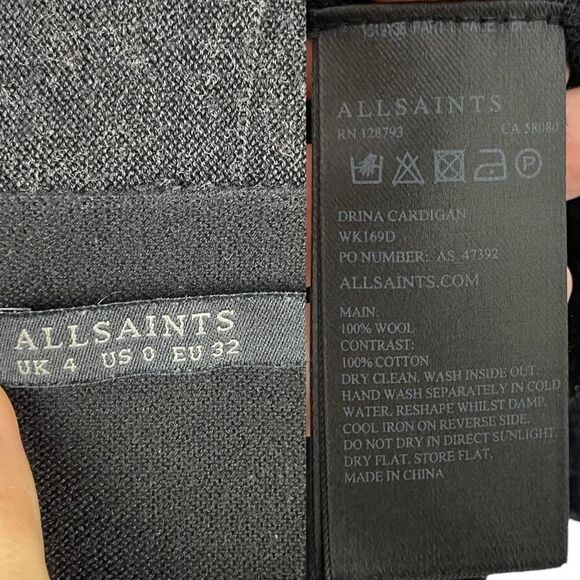 ALLSAINTS
UK 4 US 0 EU 32
ALLSAINTS
RN 128793 CA 58080
DRINA CARDIGAN
WK169D
PO NUMBER: AS 47392
ALLSAINTS.COM
MAIN:
100% WOOL
CONTRAST:
100% COTTON
DRY CLEAN, WASH INSIDE OUT.
HAND WASH SEPARATELY IN COLD
WATER. RESHAPE WHILST DAMP.
COOL IRON ON REVERSE SIDE.
DO NOT DRY IN DIRECT SUNLIGHT.
DRY FLAT. STORE FLAT.
MADE IN CHINA